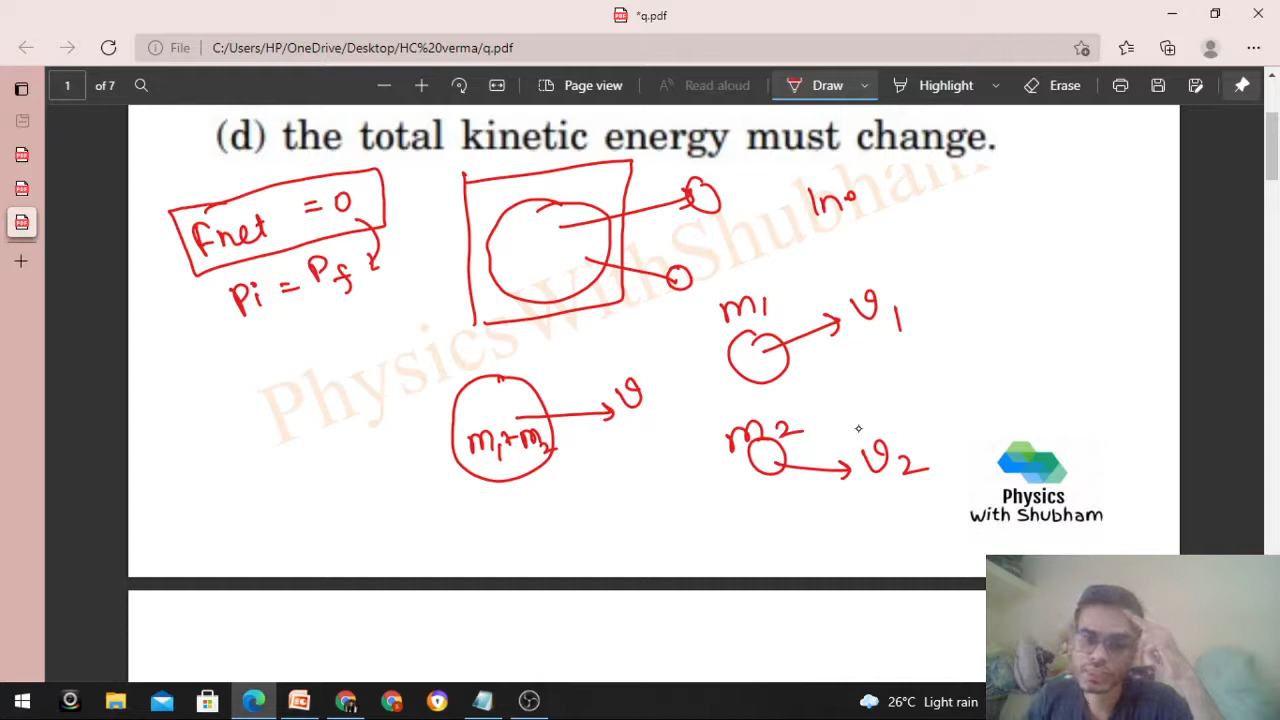 *q.pdf
File
C:/Users/HP/OneDrive/Desktop/HC%20verma/q.pdf
1 of 7
Page view
Read aloud
Draw
Highlight
Erase
(d) the total kinetic energy must change.
PhysicsWithShubham
Fnet = 0
Pi = Pf
m1
v1
m1+m2
v
m2
v2
Physics
With Shubham
26°C Light rain